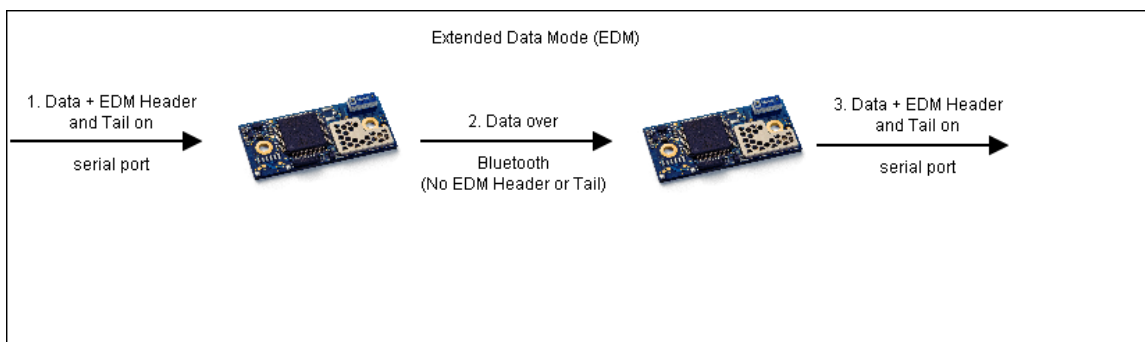 Extended Data Mode (EDM)
1. Data + EDM Header
and Tail on
serial port
2. Data over
Bluetooth
(No EDM Header or Tail)
3. Data + EDM Header
and Tail on
serial port